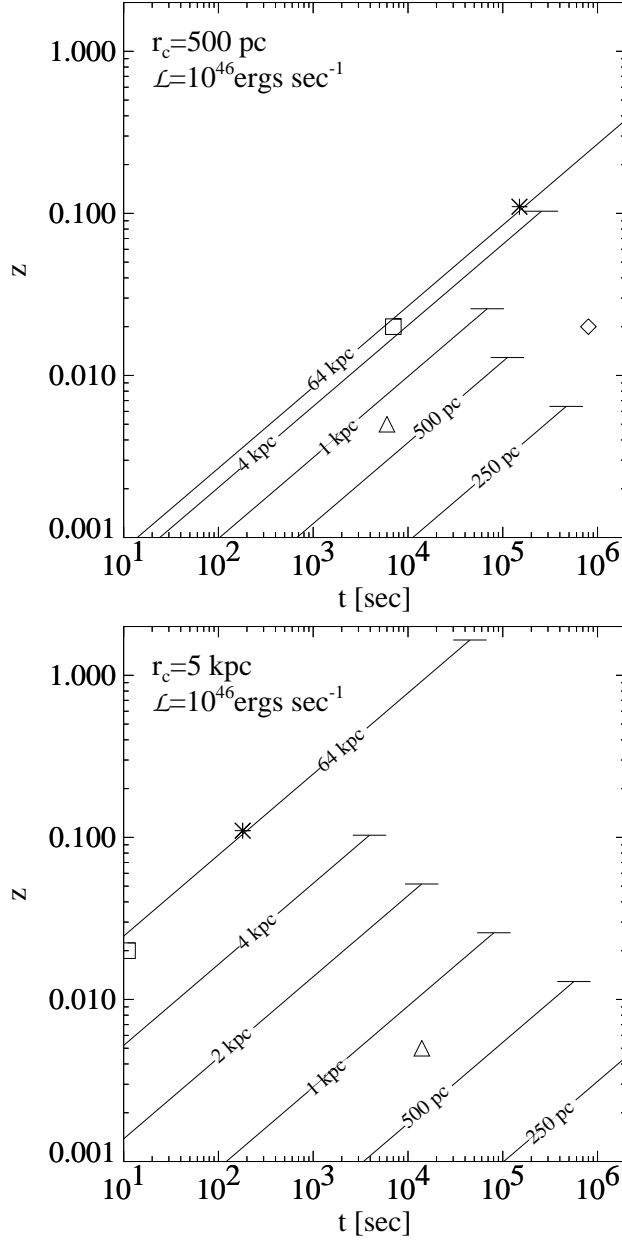 r_c=500 pc
ℒ=10^46 ergs sec^-1
1.000
0.100
z
0.010
0.001
64 kpc
4 kpc
1 kpc
500 pc
250 pc
10^1 10^2 10^3 10^4 10^5 10^6
t [sec]
r_c=5 kpc
ℒ=10^46 ergs sec^-1
1.000
0.100
z
0.010
0.001
64 kpc
4 kpc
2 kpc
1 kpc
500 pc
250 pc
10^1 10^2 10^3 10^4 10^5 10^6
t [sec]